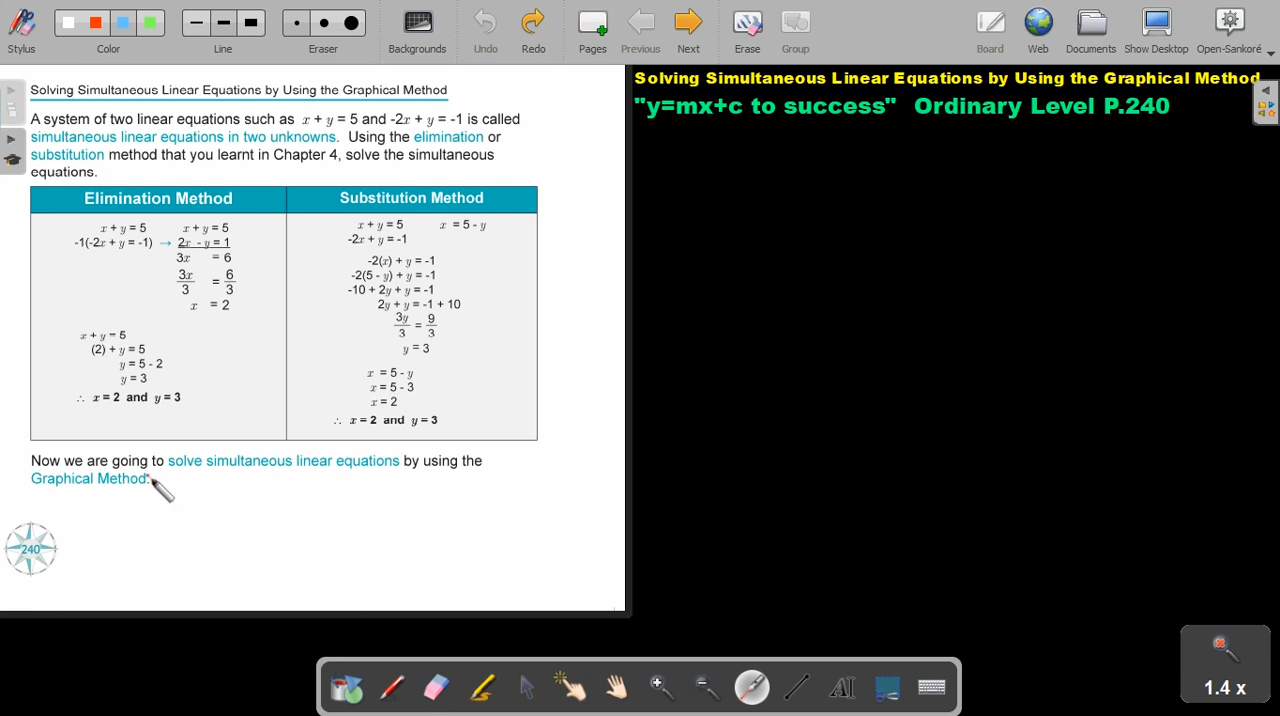 Stylus
Color
Line
Eraser
Backgrounds
Undo
Redo
Pages
Previous
Next
Erase
Group
Board
Web
Documents
Show Desktop
Open-Sankoré
Solving Simultaneous Linear Equations by Using the Graphical Method
A system of two linear equations such as x + y = 5 and -2x + y = -1 is called
simultaneous linear equations in two unknowns. Using the elimination or
substitution method that you learnt in Chapter 4, solve the simultaneous
equations.
Elimination Method
x + y = 5 x + y = 5
-1(-2x + y = -1) → 2x - y = 1
3x = 6
3x/3 = 6/3
x = 2
x + y = 5
(2) + y = 5
y = 5 - 2
y = 3
∴ x = 2 and y = 3
Substitution Method
x + y = 5 x = 5 - y
-2x + y = -1
-2(x) + y = -1
-2(5 - y) + y = -1
-10 + 2y + y = -1
2y + y = -1 + 10
3y/3 = 9/3
y = 3
x = 5 - y
x = 5 - 3
x = 2
∴ x = 2 and y = 3
Now we are going to solve simultaneous linear equations by using the
Graphical Method.
240
Solving Simultaneous Linear Equations by Using the Graphical Method
"y=mx+c to success" Ordinary Level P.240
1.4 x